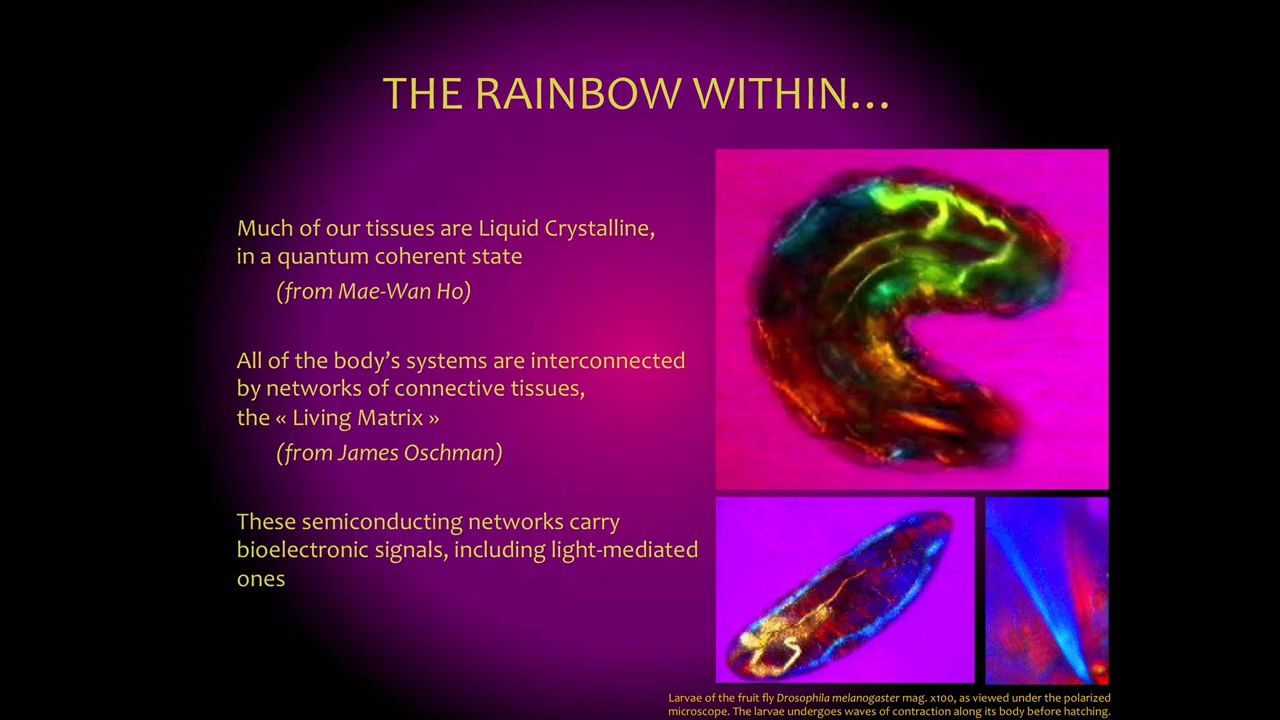 THE RAINBOW WITHIN...
Much of our tissues are Liquid Crystalline,
in a quantum coherent state
(from Mae-Wan Ho)
All of the body’s systems are interconnected
by networks of connective tissues,
the « Living Matrix »
(from James Oschman)
These semiconducting networks carry
bioelectronic signals, including light-mediated
ones
Larvae of the fruit fly Drosophila melanogaster mag. x100, as viewed under the polarized
microscope. The larvae undergoes waves of contraction along its body before hatching.